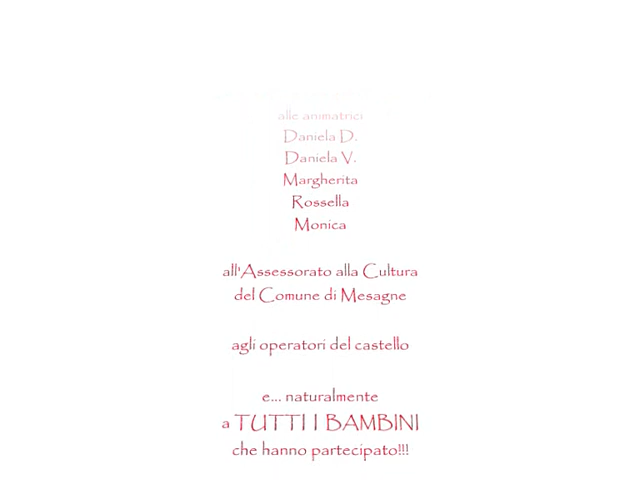 alle animatrici
Daniela D.
Daniela V.
Margherita
Rossella
Monica
all'Assessorato alla Cultura
del Comune di Mesagne
agli operatori del castello
e... naturalmente
a TUTTI I BAMBINI
che hanno partecipato!!!